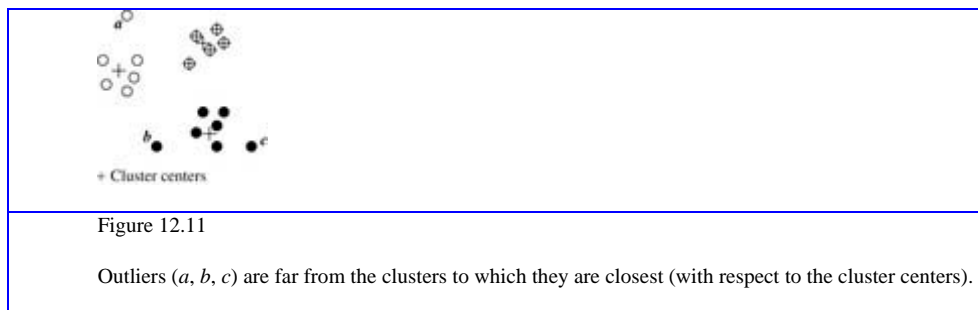 a
b
c
+ Cluster centers
Figure 12.11
Outliers (a, b, c) are far from the clusters to which they are closest (with respect to the cluster centers).